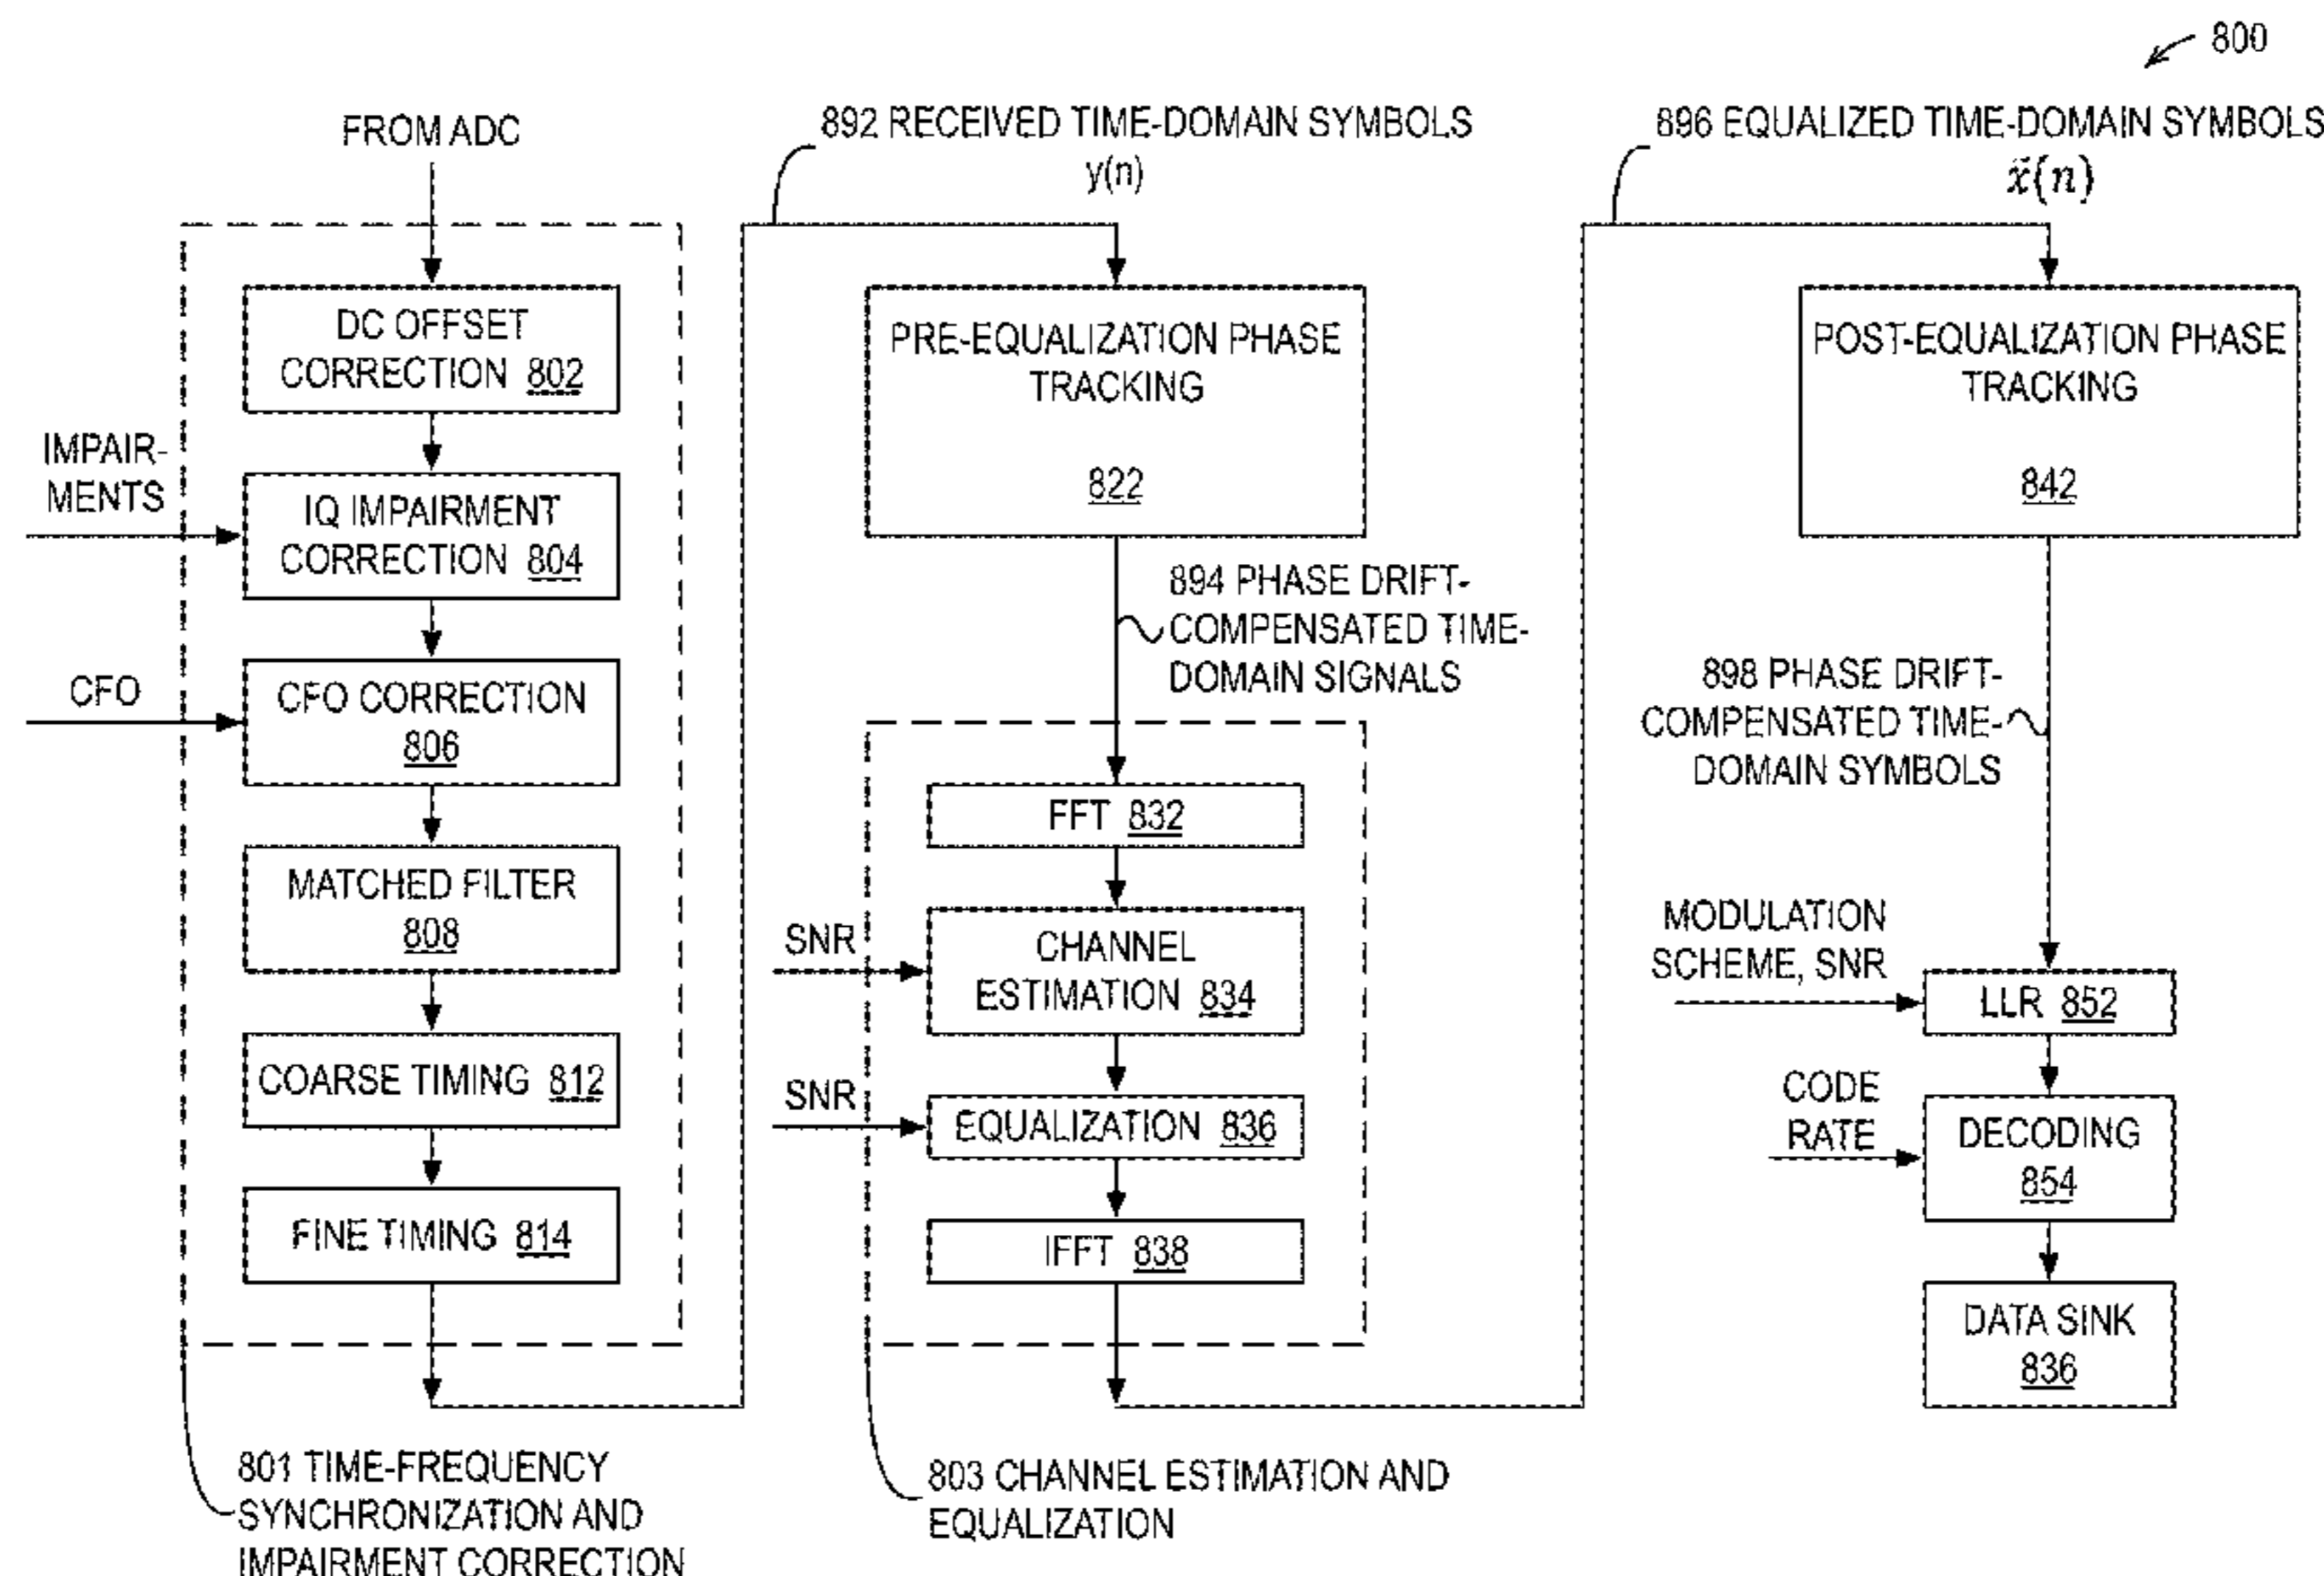 800
FROM ADC
892 RECEIVED TIME-DOMAIN SYMBOLS
y(n)
896 EQUALIZED TIME-DOMAIN SYMBOLS
x̃(n)
DC OFFSET
CORRECTION 802
IMPAIR-
MENTS
IQ IMPAIRMENT
CORRECTION 804
CFO
CFO CORRECTION
806
MATCHED FILTER
808
COARSE TIMING 812
FINE TIMING 814
801 TIME-FREQUENCY
SYNCHRONIZATION AND
IMPAIRMENT CORRECTION
PRE-EQUALIZATION PHASE
TRACKING
822
894 PHASE DRIFT-
COMPENSATED TIME-
DOMAIN SIGNALS
FFT 832
SNR
CHANNEL
ESTIMATION 834
SNR
EQUALIZATION 836
IFFT 838
803 CHANNEL ESTIMATION AND
EQUALIZATION
POST-EQUALIZATION PHASE
TRACKING
842
898 PHASE DRIFT-
COMPENSATED TIME-
DOMAIN SYMBOLS
MODULATION
SCHEME, SNR
LLR 852
CODE
RATE
DECODING
854
DATA SINK
836